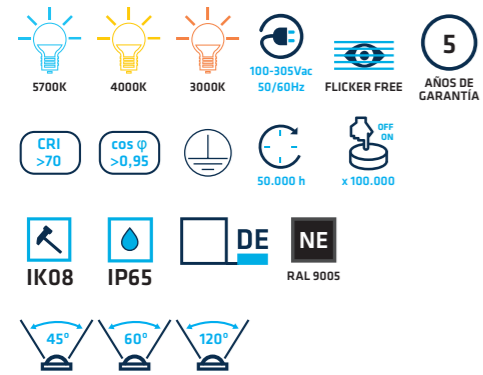 5700K
4000K
3000K
100-305Vac
50/60Hz
FLICKER FREE
5
AÑOS DE
GARANTÍA
CRI
>70
cos φ
>0,95
50.000 h
OFF
ON
x 100.000
IK08
IP65
DE
NE
RAL 9005
45°
60°
120°